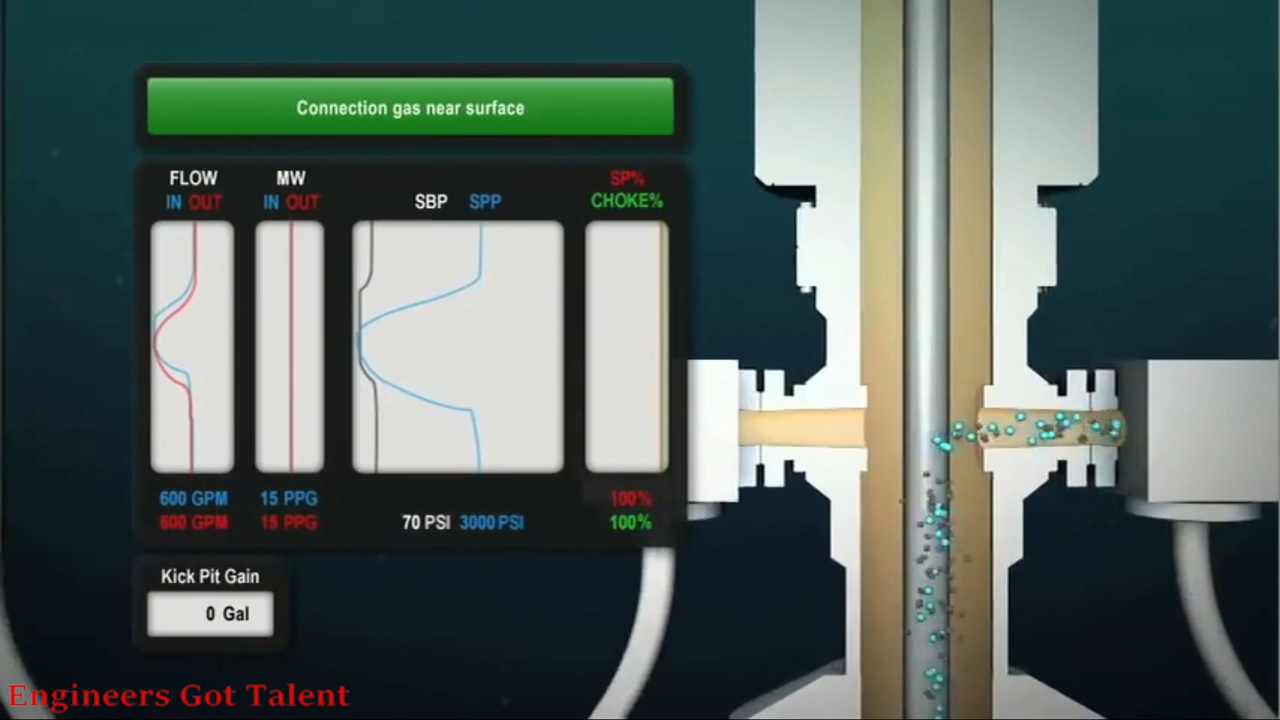 Connection gas near surface
FLOW
IN OUT
MW
IN OUT
SBP SPP
SP%
CHOKE%
600 GPM
600 GPM
15 PPG
15 PPG
70 PSI 3000 PSI
100%
100%
Kick Pit Gain
0 Gal
Engineers Got Talent